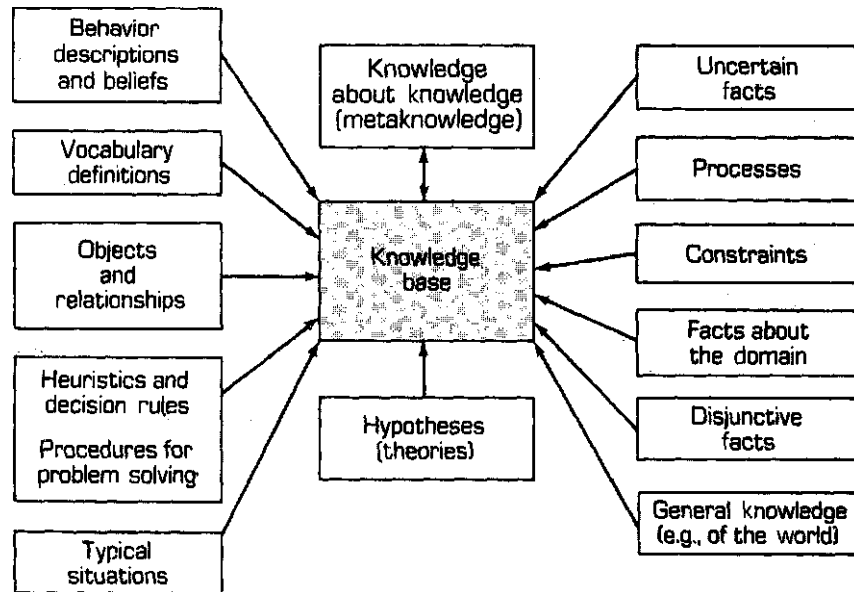 Behavior
descriptions
and beliefs
Vocabulary
definitions
Objects
and
relationships
Heuristics and
decision rules
Procedures for
problem solving
Typical
situations
Knowledge
about knowledge
(metaknowledge)
Knowledge
base
Hypotheses
(theories)
Uncertain
facts
Processes
Constraints
Facts about
the domain
Disjunctive
facts
General knowledge
(e.g., of the world)